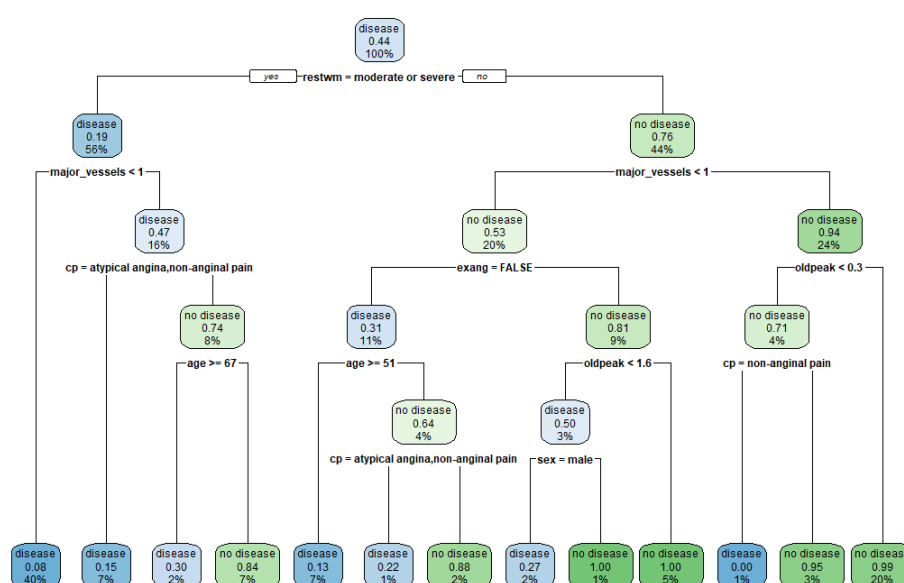 disease
0.44
100%
yes restwm = moderate or severe no
disease
0.19
56%
no disease
0.76
44%
major_vessels < 1
major_vessels < 1
disease
0.47
16%
no disease
0.53
20%
no disease
0.94
24%
cp = atypical angina,non-anginal pain
exang = FALSE
oldpeak < 0.3
no disease
0.74
8%
disease
0.31
11%
no disease
0.81
9%
no disease
0.71
4%
age >= 67
age >= 51
oldpeak < 1.6
cp = non-anginal pain
no disease
0.64
4%
disease
0.50
3%
cp = atypical angina,non-anginal pain
sex = male
disease
0.08
40%
disease
0.15
7%
disease
0.30
2%
no disease
0.84
7%
disease
0.13
7%
disease
0.22
1%
no disease
0.88
2%
disease
0.27
2%
no disease
1.00
1%
no disease
1.00
5%
disease
0.00
1%
no disease
0.95
3%
no diseas
0.99
20%